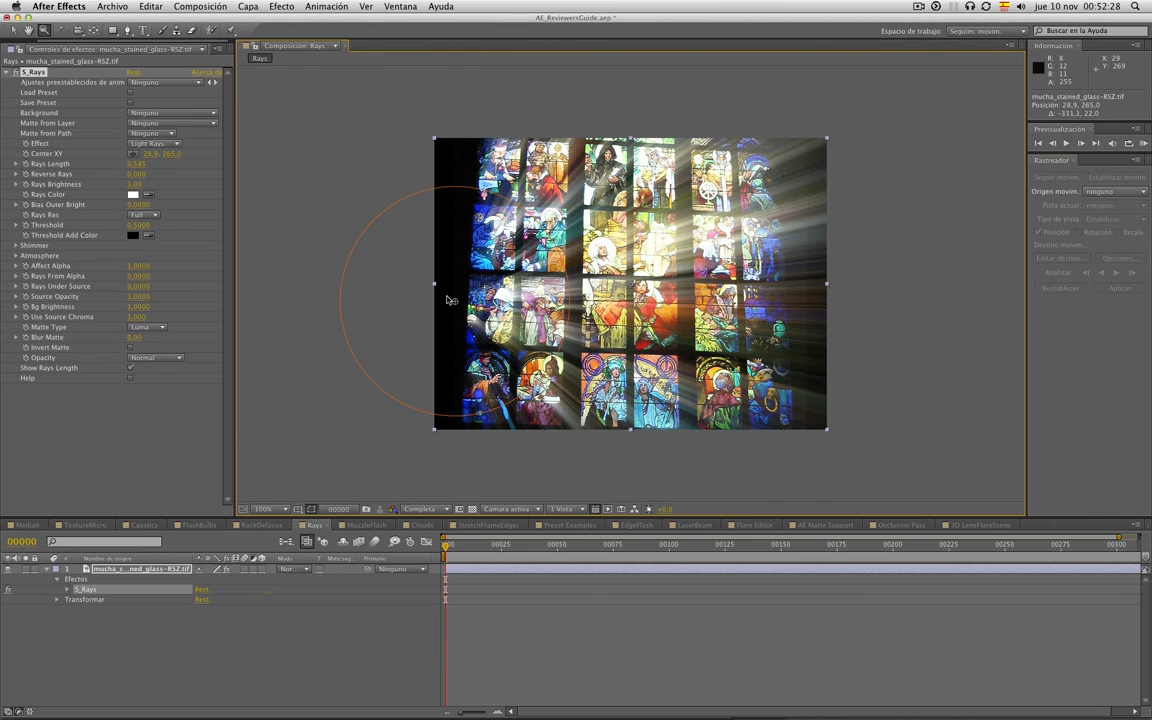 After Effects Archivo Editar Composición Capa Efecto Animación Ver Ventana Ayuda
jue 10 nov 00:52:28
AE_ReviewersGuide.aep *
Espacio de trabajo: Seguim. movim.
Buscar en la Ayuda
Controles de efectos: mucha_stained_glass-RSZ.tif
Rays • mucha_stained_glass-RSZ.tif
S_Rays Rest. Acerca de
Ajustes preestablecidos de anim Ninguno
Load Preset
Save Preset
Background Ninguno
Matte from Layer Ninguno
Matte from Path Ninguno
Effect Light Rays
Center XY 28,9, 265,0
Rays Length 0,585
Reverse Rays 0,000
Rays Brightness 3,00
Rays Color
Bias Outer Bright 0,0000
Rays Res Full
Threshold 0,5000
Threshold Add Color
Shimmer
Atmosphere
Affect Alpha 1,0000
Rays From Alpha 0,0000
Rays Under Source 0,0000
Source Opacity 1,0000
Bg Brightness 1,0000
Use Source Chroma 1,000
Matte Type Luma
Blur Matte 0,00
Invert Matte
Opacity Normal
Show Rays Length
Help
Composición: Rays
Rays
100% 00000 Completa Cámara activa 1 Vista +0,0
Información
R: 8 X: 29
G: 12 Y: 269
B: 11
A: 255
mucha_stained_glass-RSZ.tif
Posición: 28,9, 265,0
Δ: -331,1, 22,0
Previsualización
Rastreador
Seguir movim. Estabilizar movim.
Origen movim.: ninguno
Pista actual: ninguno
Tipo de pista: Estabilizar
Posición Rotación Escala
Destino movim.
Editar destino... Opciones...
Analizar:
Restablecer Aplicar
Median TextureMicro Caustics FlashBulbs RackDefocus Rays MuzzleFlash Clouds StretchFrameEdges Preset Examples EdgeFlash LaserBeam Flare Editor AE Matte Support Occlusion Pass 3D LensFlareScene
00000
00025 00050 00075 00100 00125 00150 00175 00200 00225 00250 00275 00300
# Nombre de origen Modo T Mate seg. Primario
1 mucha_s...ned_glass-RSZ.tif Nor... Ninguno
Efectos
S_Rays Rest.
Transformar Rest.